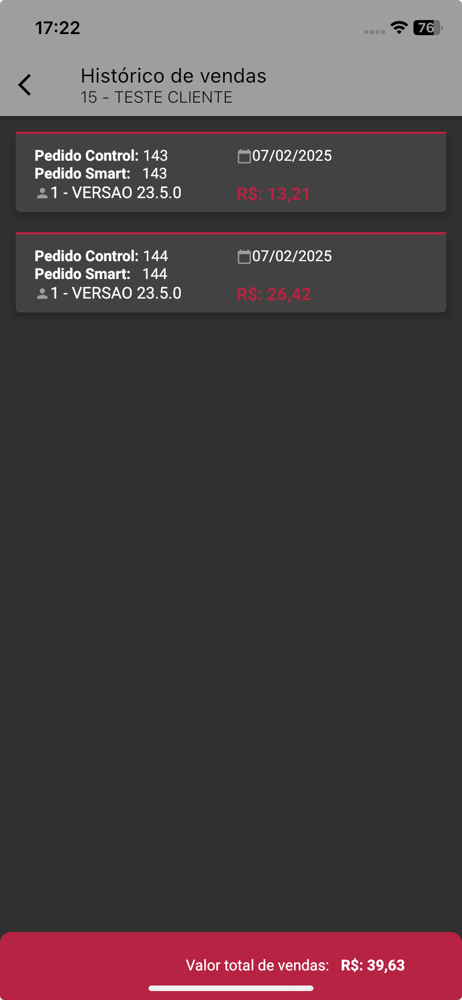 17:22
76
Histórico de vendas
15 - TESTE CLIENTE
Pedido Control: 143
07/02/2025
Pedido Smart: 143
1 - VERSAO 23.5.0
R$: 13,21
Pedido Control: 144
07/02/2025
Pedido Smart: 144
1 - VERSAO 23.5.0
R$: 26,42
Valor total de vendas: R$: 39,63